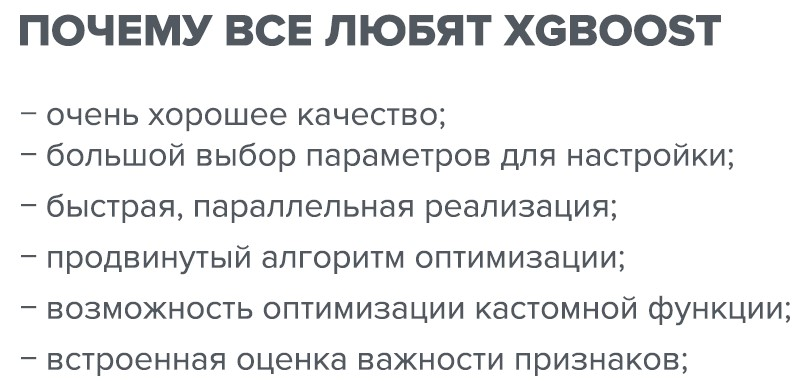 ПОЧЕМУ ВСЕ ЛЮБЯТ XGBOOST
– очень хорошее качество;
– большой выбор параметров для настройки;
– быстрая, параллельная реализация;
– продвинутый алгоритм оптимизации;
– возможность оптимизации кастомной функции;
– встроенная оценка важности признаков;